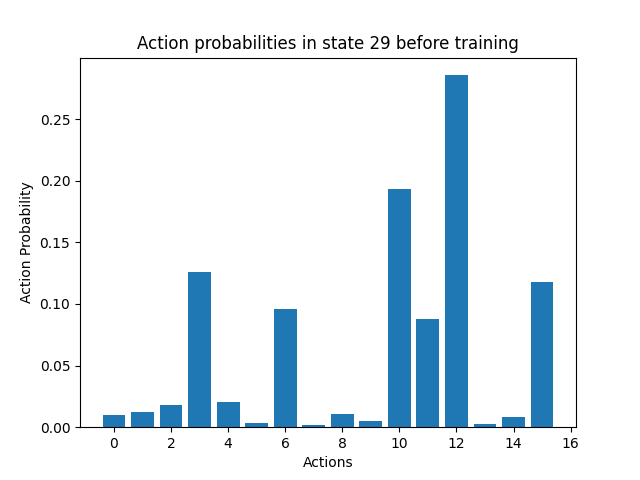 Action probabilities in state 29 before training
0.25
0.20
0.15
0.10
0.05
0.00
Action Probability
0 2 4 6 8 10 12 14 16
Actions